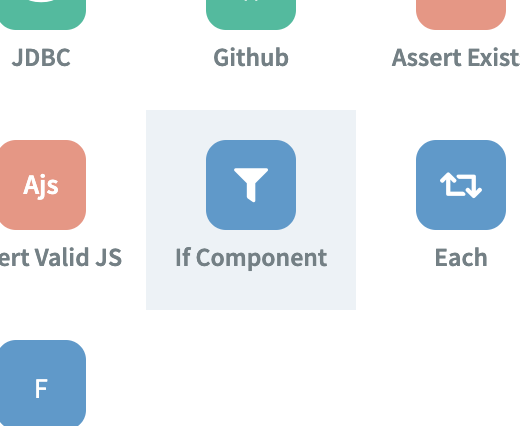 JDBC
Github
Assert Exist
Ajs
ert Valid JS
If Component
Each
F